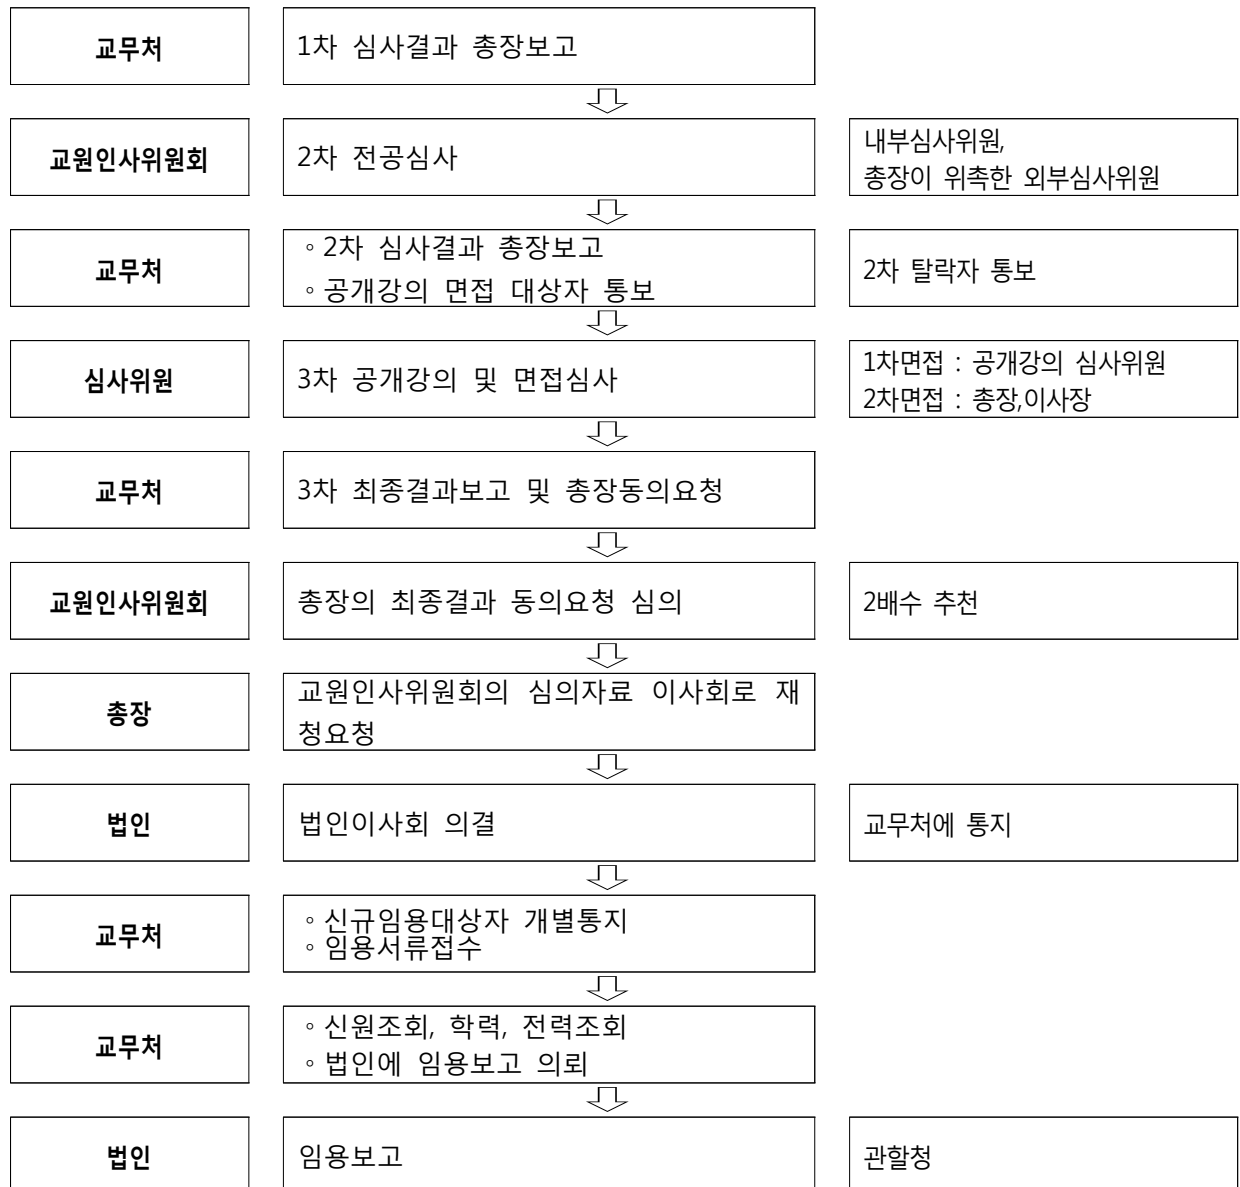 교무처
1차 심사결과 총장보고
교원인사위원회
2차 전공심사
내부심사위원,
총장이 위촉한 외부심사위원
교무처
◦2차 심사결과 총장보고
◦공개강의 면접 대상자 통보
2차 탈락자 통보
심사위원
3차 공개강의 및 면접심사
1차면접 : 공개강의 심사위원
2차면접 : 총장,이사장
교무처
3차 최종결과보고 및 총장동의요청
교원인사위원회
총장의 최종결과 동의요청 심의
2배수 추천
총장
교원인사위원회의 심의자료 이사회로 재
청요청
법인
법인이사회 의결
교무처에 통지
교무처
◦신규임용대상자 개별통지
◦임용서류접수
교무처
◦신원조회, 학력, 전력조회
◦법인에 임용보고 의뢰
법인
임용보고
관할청